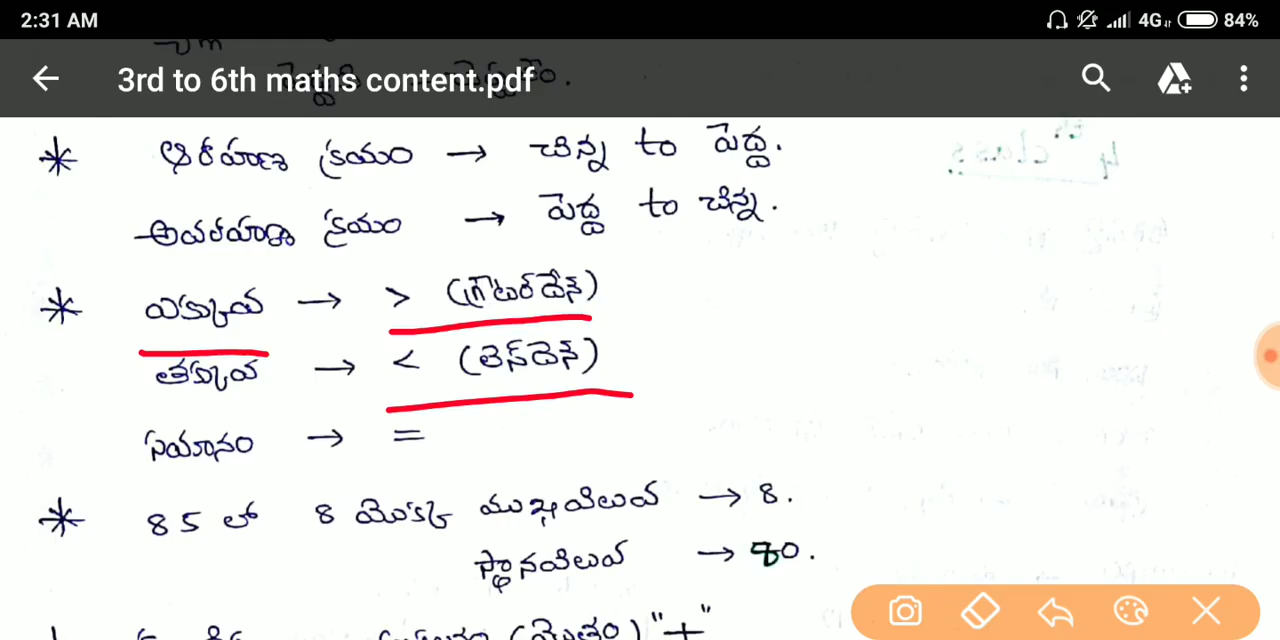 2:31 AM 4G 84%
3rd to 6th maths content.pdf
* ఆరోహణ క్రమం → చిన్న to పెద్ద.
అవరోహణ క్రమం → పెద్ద to చిన్న.
* ఎక్కువ → > (గ్రేటర్ దేన్)
తక్కువ → < (లెస్ దెన్)
సమానం → =
* 85 లో 8 యొక్క ముఖవిలువ → 8.
స్థానవిలువ → 80.
(మొత్తం) "+"